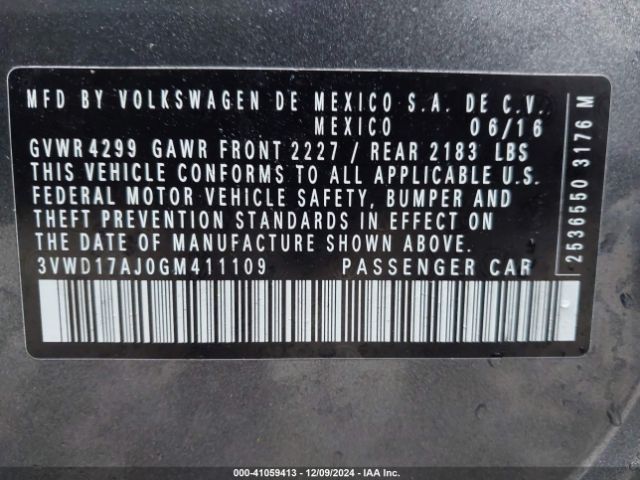 MFD BY VOLKSWAGEN DE MEXICO S.A. DE C.V.
MEXICO 06/16
GVWR 4299 GAWR FRONT 2227 / REAR 2183 LBS
THIS VEHICLE CONFORMS TO ALL APPLICABLE U.S.
FEDERAL MOTOR VEHICLE SAFETY, BUMPER AND
THEFT PREVENTION STANDARDS IN EFFECT ON
THE DATE OF MANUFACTURE SHOWN ABOVE.
3VWD17AJ0GM411109 PASSENGER CAR
2536550 3176 M
000-41059413 - 12/09/2024 - IAA Inc.